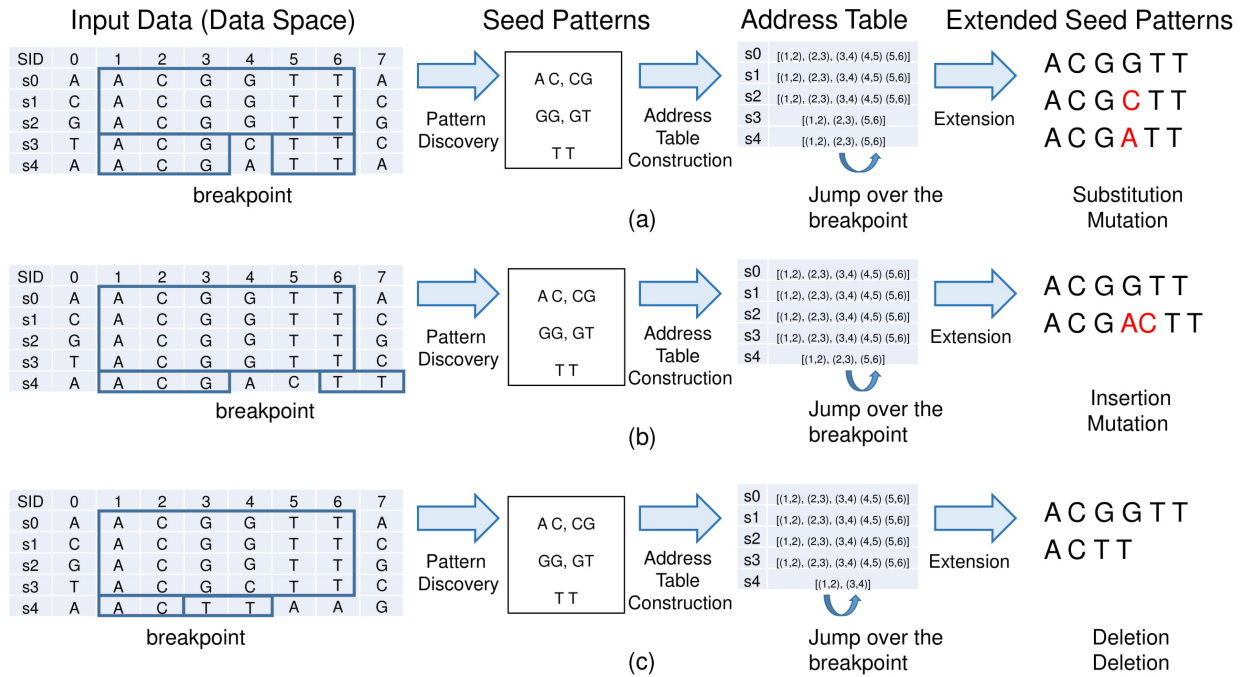 Input Data (Data Space) Seed Patterns Address Table Extended Seed Patterns
SID 0 1 2 3 4 5 6 7
s0 A A C G G T T A
s1 C A C G G T T C
s2 G A C G G T T G
s3 T A C G C T T C
s4 A A C G A T T A
breakpoint
Pattern
Discovery
A C, CG
GG, GT
T T
Address
Table
Construction
s0 [(1,2), (2,3), (3,4) (4,5) (5,6)]
s1 [(1,2), (2,3), (3,4) (4,5) (5,6)]
s2 [(1,2), (2,3), (3,4) (4,5) (5,6)]
s3 [(1,2), (2,3), (5,6)]
s4 [(1,2), (2,3), (5,6)]
Jump over the
breakpoint
Extension
A C G G T T
A C G C T T
A C G A T T
Substitution
Mutation
(a)
SID 0 1 2 3 4 5 6 7
s0 A A C G G T T A
s1 C A C G G T T C
s2 G A C G G T T G
s3 T A C G G T T C
s4 A A C G A C T T
breakpoint
Pattern
Discovery
A C, CG
GG, GT
T T
Address
Table
Construction
s0 [(1,2), (2,3), (3,4) (4,5) (5,6)]
s1 [(1,2), (2,3), (3,4) (4,5) (5,6)]
s2 [(1,2), (2,3), (3,4) (4,5) (5,6)]
s3 [(1,2), (2,3), (3,4) (4,5) (5,6)]
s4 [(1,2), (2,3), (5,6)]
Jump over the
breakpoint
Extension
A C G G T T
A C G AC T T
Insertion
Mutation
(b)
SID 0 1 2 3 4 5 6 7
s0 A A C G G T T A
s1 C A C G G T T C
s2 G A C G G T T G
s3 T A C G C T T C
s4 A A C T T A A G
breakpoint
Pattern
Discovery
A C, CG
GG, GT
T T
Address
Table
Construction
s0 [(1,2), (2,3), (3,4) (4,5) (5,6)]
s1 [(1,2), (2,3), (3,4) (4,5) (5,6)]
s2 [(1,2), (2,3), (3,4) (4,5) (5,6)]
s3 [(1,2), (2,3), (3,4) (4,5) (5,6)]
s4 [(1,2), (3,4)]
Jump over the
breakpoint
Extension
A C G G T T
A C T T
Deletion
Deletion
(c)